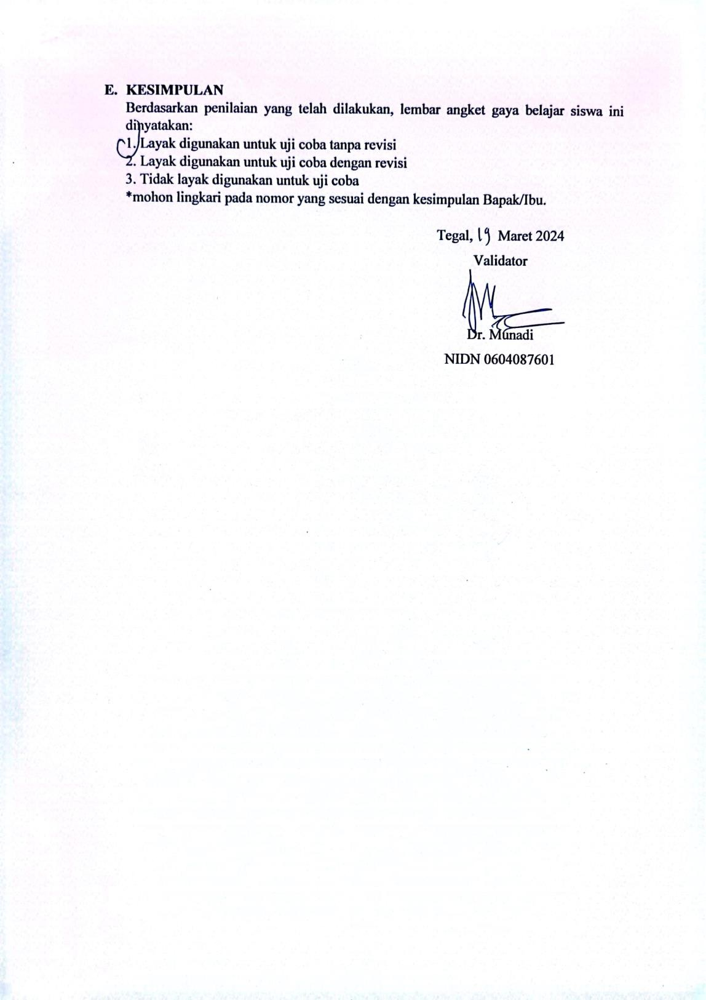 E. KESIMPULAN
Berdasarkan penilaian yang telah dilakukan, lembar angket gaya belajar siswa ini
dinyatakan:
1. Layak digunakan untuk uji coba tanpa revisi
2. Layak digunakan untuk uji coba dengan revisi
3. Tidak layak digunakan untuk uji coba
*mohon lingkari pada nomor yang sesuai dengan kesimpulan Bapak/Ibu.
Tegal, 19 Maret 2024
Validator
Dr. Munadi
NIDN 0604087601